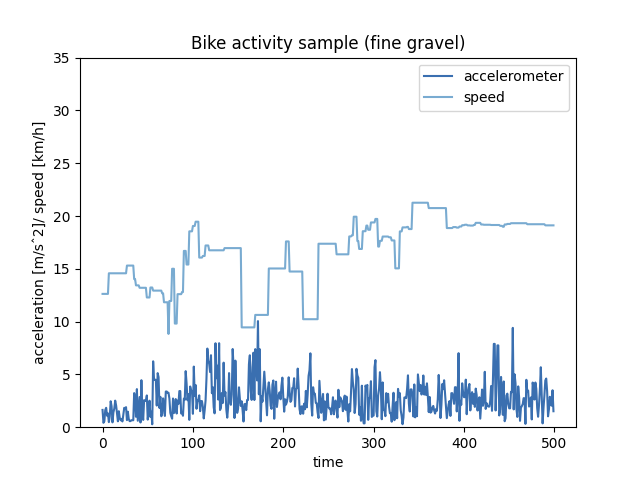 Bike activity sample (fine gravel)
accelerometer
speed
acceleration [m/s^2]/ speed [km/h]
35
30
25
20
15
10
5
0
0 100 200 300 400 500
time